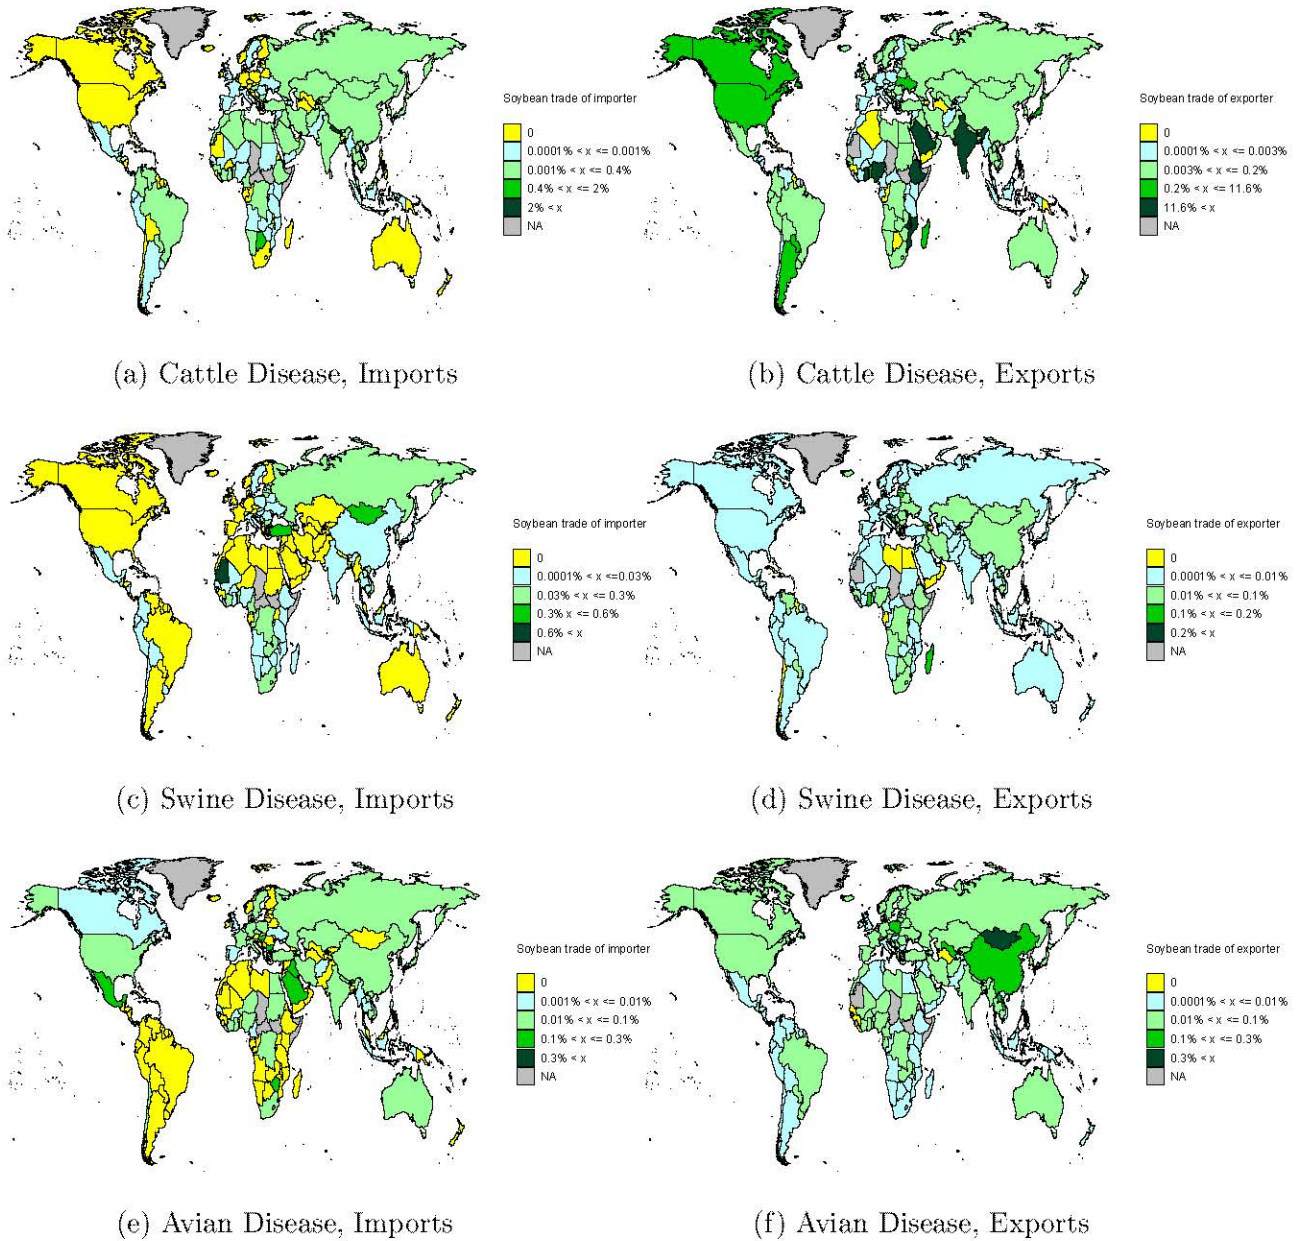 Soybean trade of importer
0
0.0001% < x <= 0.001%
0.001% < x <= 0.4%
0.4% < x <= 2%
2% < x
NA
Soybean trade of exporter
0
0.0001% < x <= 0.003%
0.003% < x <= 0.2%
0.2% < x <= 11.6%
11.6% < x
NA
(a) Cattle Disease, Imports
(b) Cattle Disease, Exports
Soybean trade of importer
0
0.0001% < x <=0.03%
0.03% < x <= 0.3%
0.3% x <= 0.6%
0.6% < x
NA
Soybean trade of exporter
0
0.0001% < x <= 0.01%
0.01% < x <= 0.1%
0.1% < x <= 0.2%
0.2% < x
NA
(c) Swine Disease, Imports
(d) Swine Disease, Exports
Soybean trade of importer
0
0.001% < x <= 0.01%
0.01% < x <= 0.1%
0.1% < x <= 0.3%
0.3% < x
NA
Soybean trade of exporter
0
0.0001% < x <= 0.01%
0.01% < x <= 0.1%
0.1% < x <= 0.3%
0.3% < x
NA
(e) Avian Disease, Imports
(f) Avian Disease, Exports